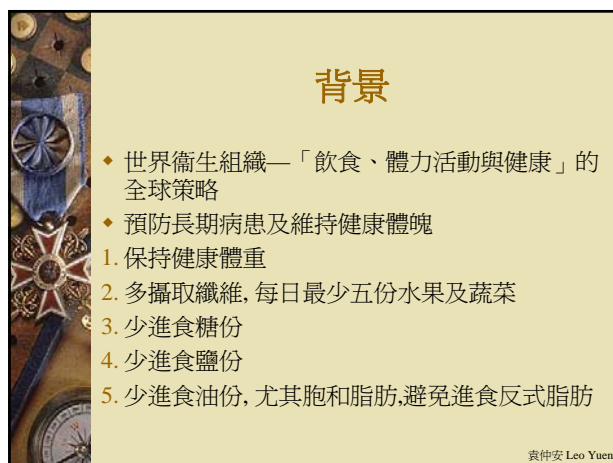 背景
◆ 世界衞生組織—「飲食、體力活動與健康」的
全球策略
◆ 預防長期病患及維持健康體魄
1. 保持健康體重
2. 多攝取纖維, 每日最少五份水果及蔬菜
3. 少進食糖份
4. 少進食鹽份
5. 少進食油份, 尤其胞和脂肪,避免進食反式脂肪
袁仲安 Leo Yuen